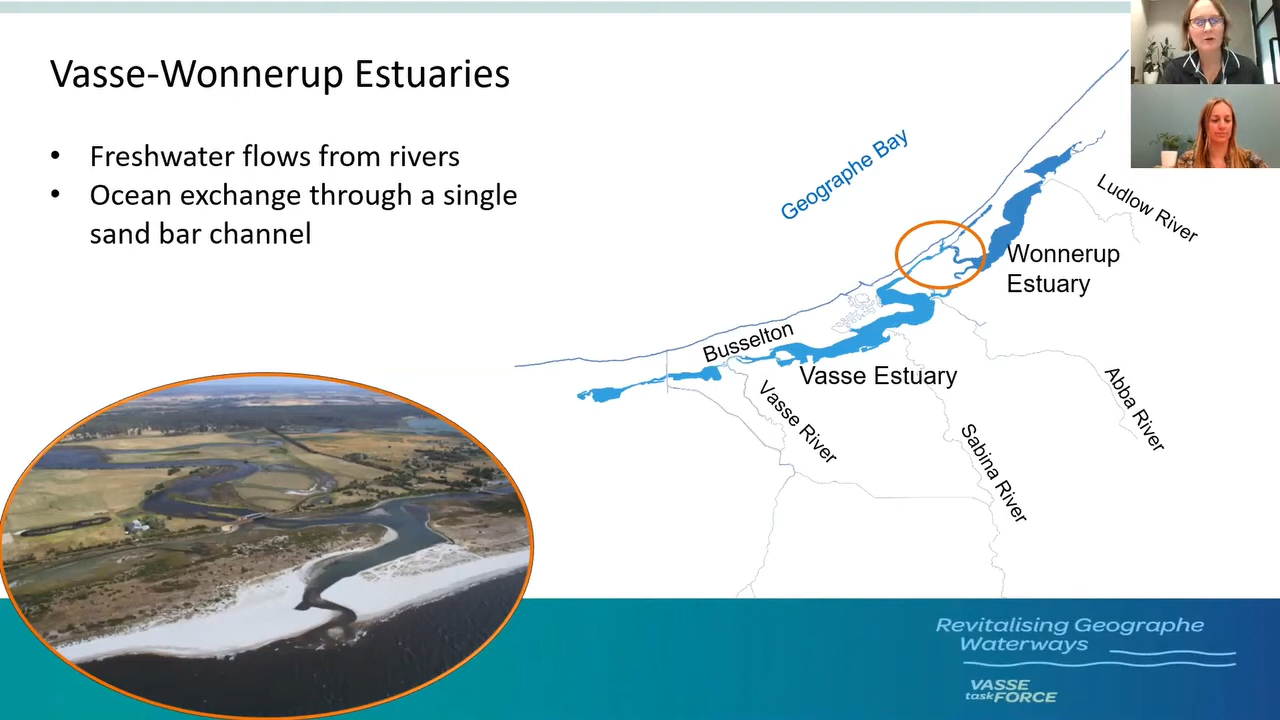 Vasse-Wonnerup Estuaries
• Freshwater flows from rivers
• Ocean exchange through a single
sand bar channel
Geographe Bay
Ludlow River
Wonnerup
Estuary
Busselton
Vasse Estuary
Vasse River
Abba River
Sabina River
Revitalising Geographe
Waterways
VASSE
taskFORCE